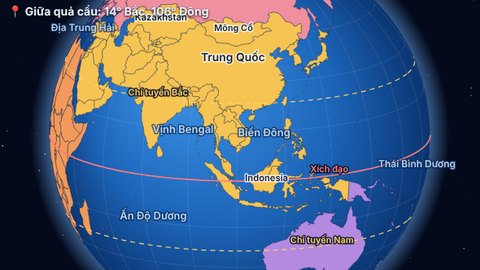 📍 Giữa quả cầu: 14° Bắc, 106° Đông
Kazakhstan
Địa Trung Hải
Mông Cổ
Trung Quốc
Chí tuyến Bắc
Vịnh Bengal
Biển Đông
Thái Bình Dương
Xích đạo
Indonesia
Ấn Độ Dương
Chí tuyến Nam